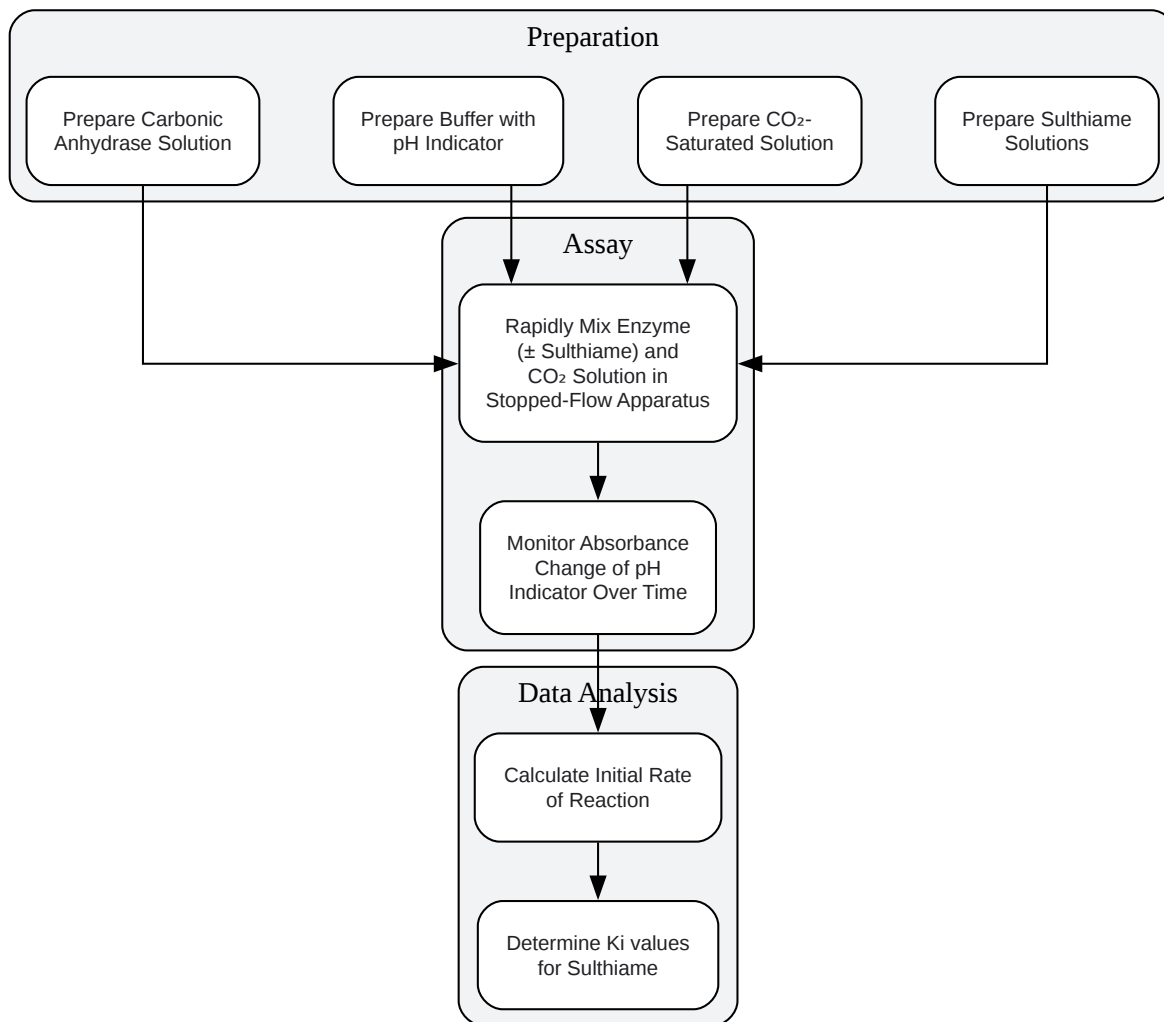 Preparation
Prepare Carbonic
Anhydrase Solution
Prepare Buffer with
pH Indicator
Prepare CO₂-
Saturated Solution
Prepare Sulthiame
Solutions
Assay
Rapidly Mix Enzyme
(± Sulthiame) and
CO₂ Solution in
Stopped-Flow Apparatus
Monitor Absorbance
Change of pH
Indicator Over Time
Data Analysis
Calculate Initial Rate
of Reaction
Determine Ki values
for Sulthiame